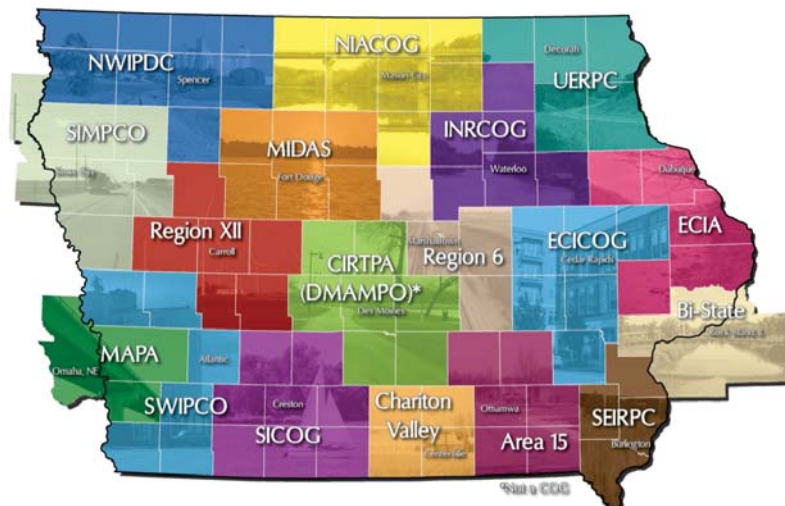 NIACOG
Decorah
NWIPDC
Spencer
Mason City
UERPC
SIMPCO
INRCOG
MIDAS
Sioux City
Fort Dodge
Waterloo
Dubuque
Region XII
Carroll
Marshalltown
Region 6
ECICOG
Cedar Rapids
ECIA
CIRTPA
(DMAMPO)*
Des Moines
Bi-State
MAPA
Atlantic
Omaha, NE
SWIPCO
Creston
SICOG
Chariton
Valley
Centerville
Ottumwa
Area 15
SEIRPC
Burlington
*Not a COG